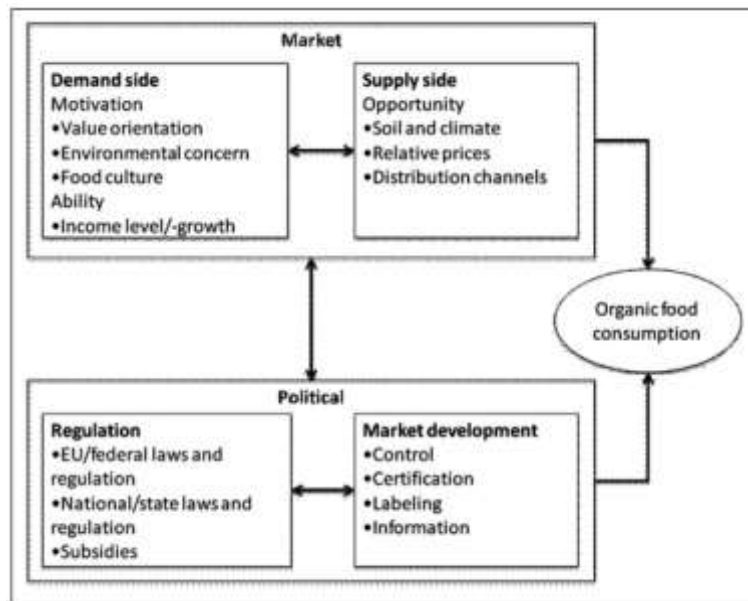 Market
Demand side
Motivation
•Value orientation
•Environmental concern
•Food culture
Ability
•Income level/-growth
Supply side
Opportunity
•Soil and climate
•Relative prices
•Distribution channels
Organic food
consumption
Political
Regulation
•EU/federal laws and
regulation
•National/state laws and
regulation
•Subsidies
Market development
•Control
•Certification
•Labeling
•Information